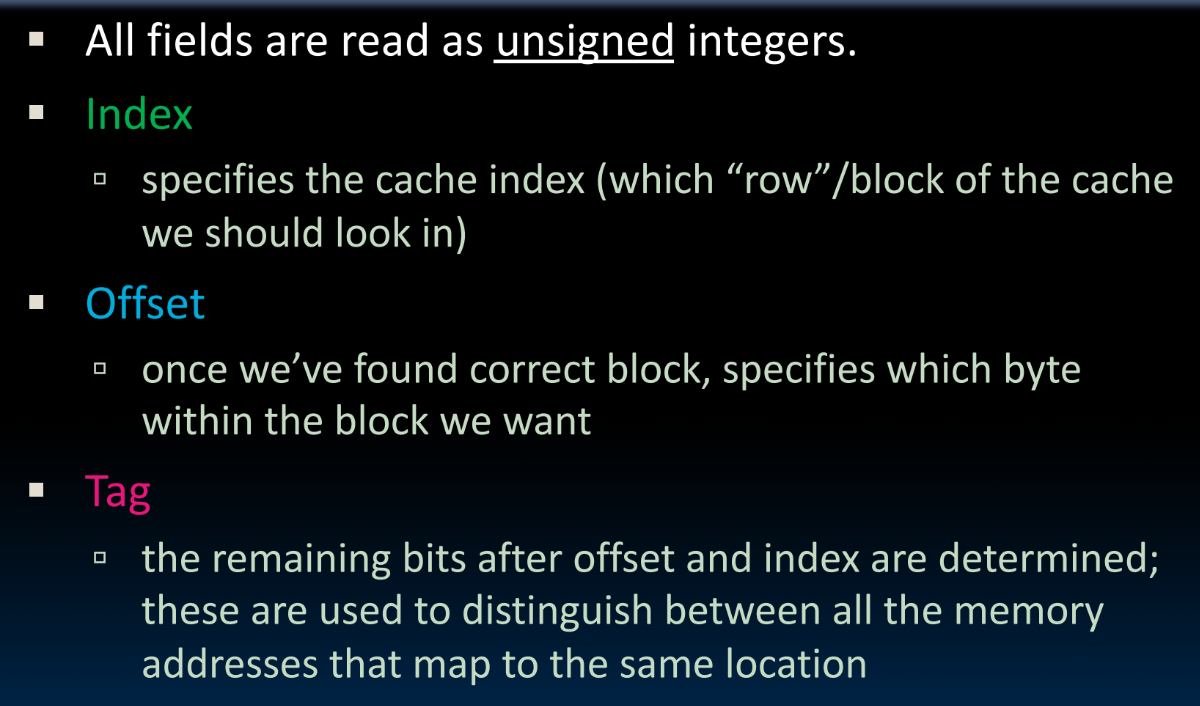 All fields are read as unsigned integers.
Index
specifies the cache index (which “row”/block of the cache
we should look in)
Offset
once we’ve found correct block, specifies which byte
within the block we want
Tag
the remaining bits after offset and index are determined;
these are used to distinguish between all the memory
addresses that map to the same location